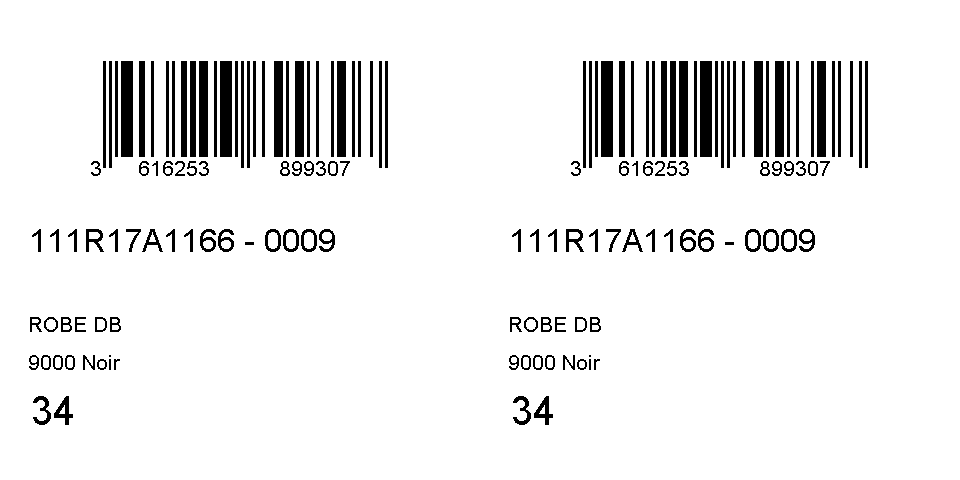 3 616253 899307
111R17A1166 - 0009
ROBE DB
9000 Noir
34
3 616253 899307
111R17A1166 - 0009
ROBE DB
9000 Noir
34